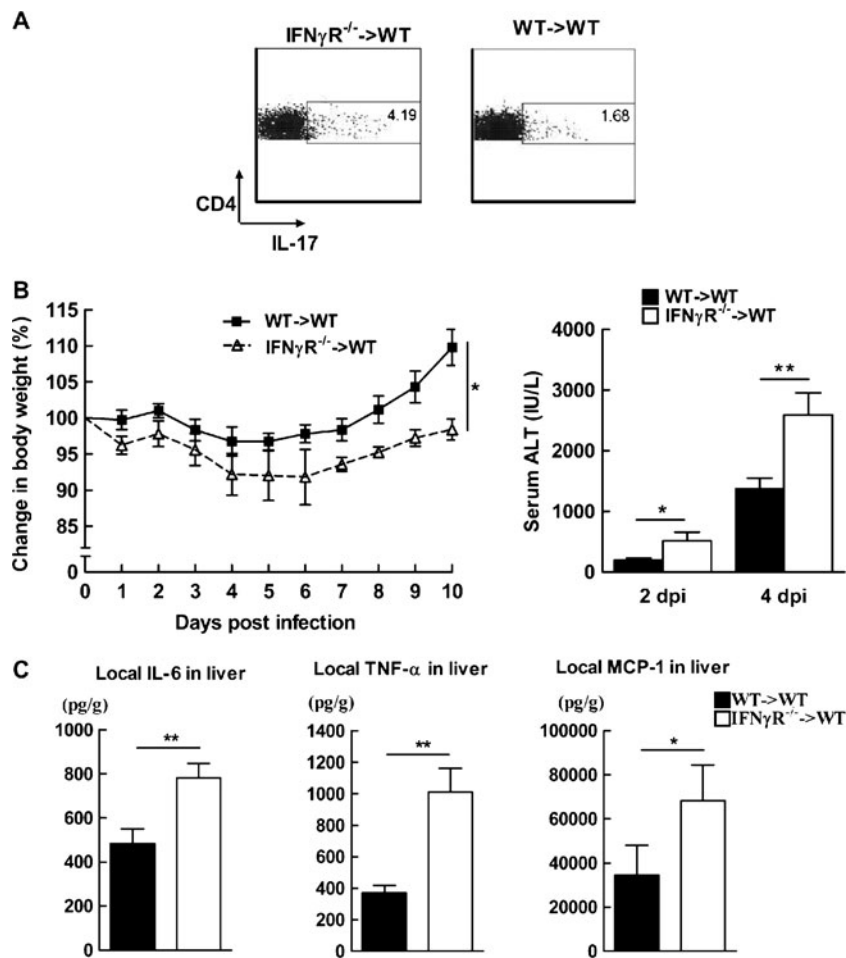 A
IFNγR-/-->WT
WT->WT
4.19
1.68
CD4
IL-17
B
115
110
105
100
95
90
85
0
Change in body weight (%)
WT->WT
IFNγR-/-->WT
*
0 1 2 3 4 5 6 7 8 9 10
Days post infection
WT->WT
IFNγR-/-->WT
4000
3000
2000
1000
0
Serum ALT (IU/L)
*
**
2 dpi
4 dpi
C
Local IL-6 in liver
(pg/g)
1000
800
600
400
200
0
**
Local TNF-α in liver
(pg/g)
1400
1200
1000
800
600
400
200
0
**
Local MCP-1 in liver
(pg/g)
100000
80000
60000
40000
20000
0
*
WT->WT
IFNγR-/-->WT